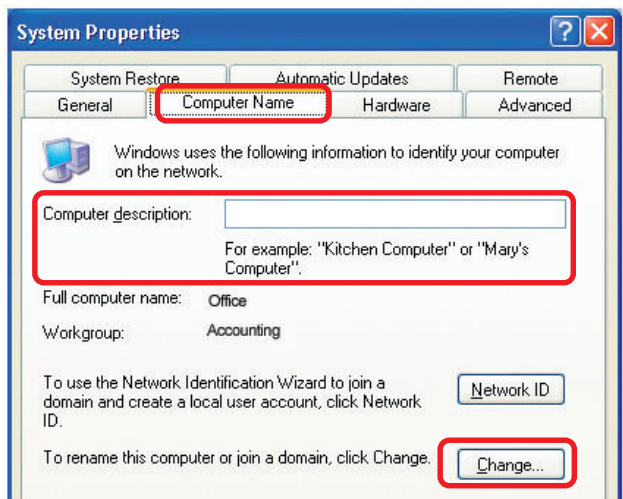 System Properties
System Restore Automatic Updates Remote
General Computer Name Hardware Advanced
Windows uses the following information to identify your computer
on the network.
Computer description:
For example: "Kitchen Computer" or "Mary's
Computer".
Full computer name: Office
Workgroup: Accounting
To use the Network Identification Wizard to join a
domain and create a local user account, click Network
ID.
Network ID
To rename this computer or join a domain, click Change.
Change...